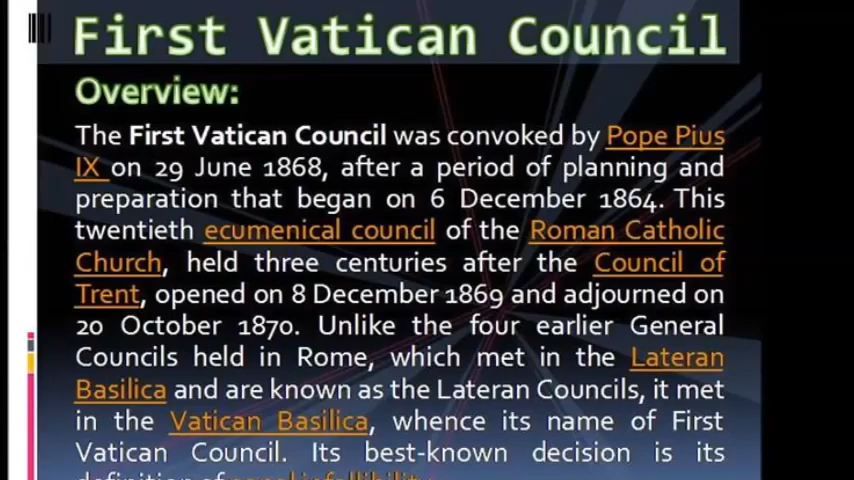 First Vatican Council
Overview:
The First Vatican Council was convoked by Pope Pius
IX on 29 June 1868, after a period of planning and
preparation that began on 6 December 1864. This
twentieth ecumenical council of the Roman Catholic
Church, held three centuries after the Council of
Trent, opened on 8 December 1869 and adjourned on
20 October 1870. Unlike the four earlier General
Councils held in Rome, which met in the Lateran
Basilica and are known as the Lateran Councils, it met
in the Vatican Basilica, whence its name of First
Vatican Council. Its best-known decision is its
definition of papal infallibility.